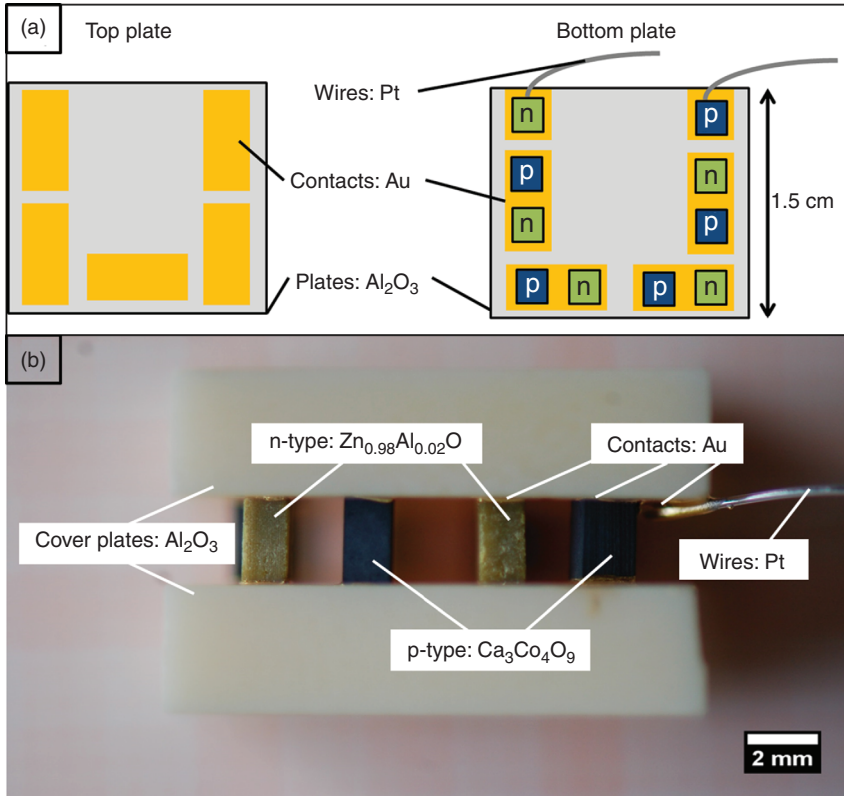 (a)
Top plate
Bottom plate
Wires: Pt
n
p
p
n
Contacts: Au
n
p
1.5 cm
Plates: Al₂O₃
p
n
p
n
(b)
n-type: Zn₀.₉₈Al₀.₀₂O
Contacts: Au
Cover plates: Al₂O₃
Wires: Pt
p-type: Ca₃Co₄O₉
2 mm